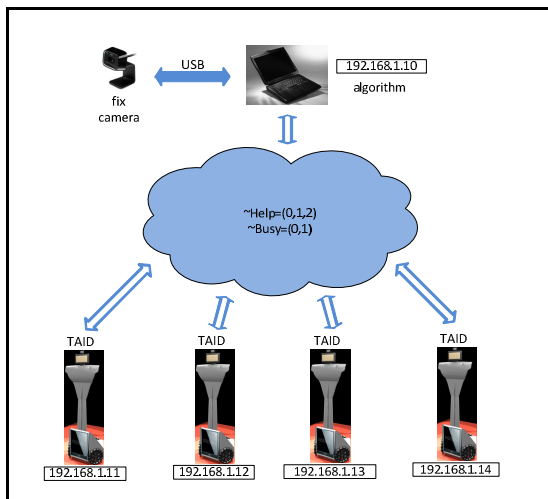 USB
192.168.1.10
algorithm
fix
camera
~Help=(0,1,2)
~Busy=(0,1)
TAID
TAID
TAID
TAID
192.168.1.11
192.168.1.12
192.168.1.13
192.168.1.14